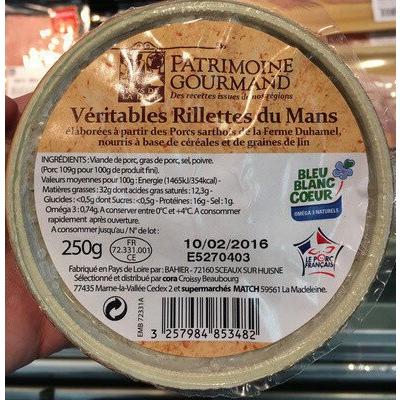 PATRIMOINE
GOURMAND
Des recettes issues de nos régions
Véritables Rillettes du Mans
élaborées à partir des Porcs sarthois de la Ferme Duhamel,
nourris à base de céréales et de graines de lin
INGRÉDIENTS: Viande de porc, gras de porc, sel, poivre.
(Porc 109g pour 100g de produit fini).
Valeurs moyennes pour 100g : Energie (1465kJ/354kcal) -
Matières grasses : 32g dont acides gras saturés : 12,3g -
Glucides : <0,5g dont Sucres : <0,5g - Protéines : 16g - Sel : 1g.
Oméga 3 : 0,74g. A conserver entre 0°C et +4°C. A consommer
rapidement après ouverture.
A consommer jusqu'au / N° de lot :
BLEU
BLANC
COEUR
OMÉGA 3 NATURELS
250g
FR
72.331.001
CE
10/02/2016
E5270403
LE PORC
FRANÇAIS
Fabriqué en Pays de Loire par : BAHIER - 72160 SCEAUX SUR HUISNE
Sélectionné et distribué par cora Croissy Beaubourg
77435 Marne-la-Vallée Cedex 2 et supermarchés MATCH 59561 La Madeleine.
EMB 72331A
3 257984 853482